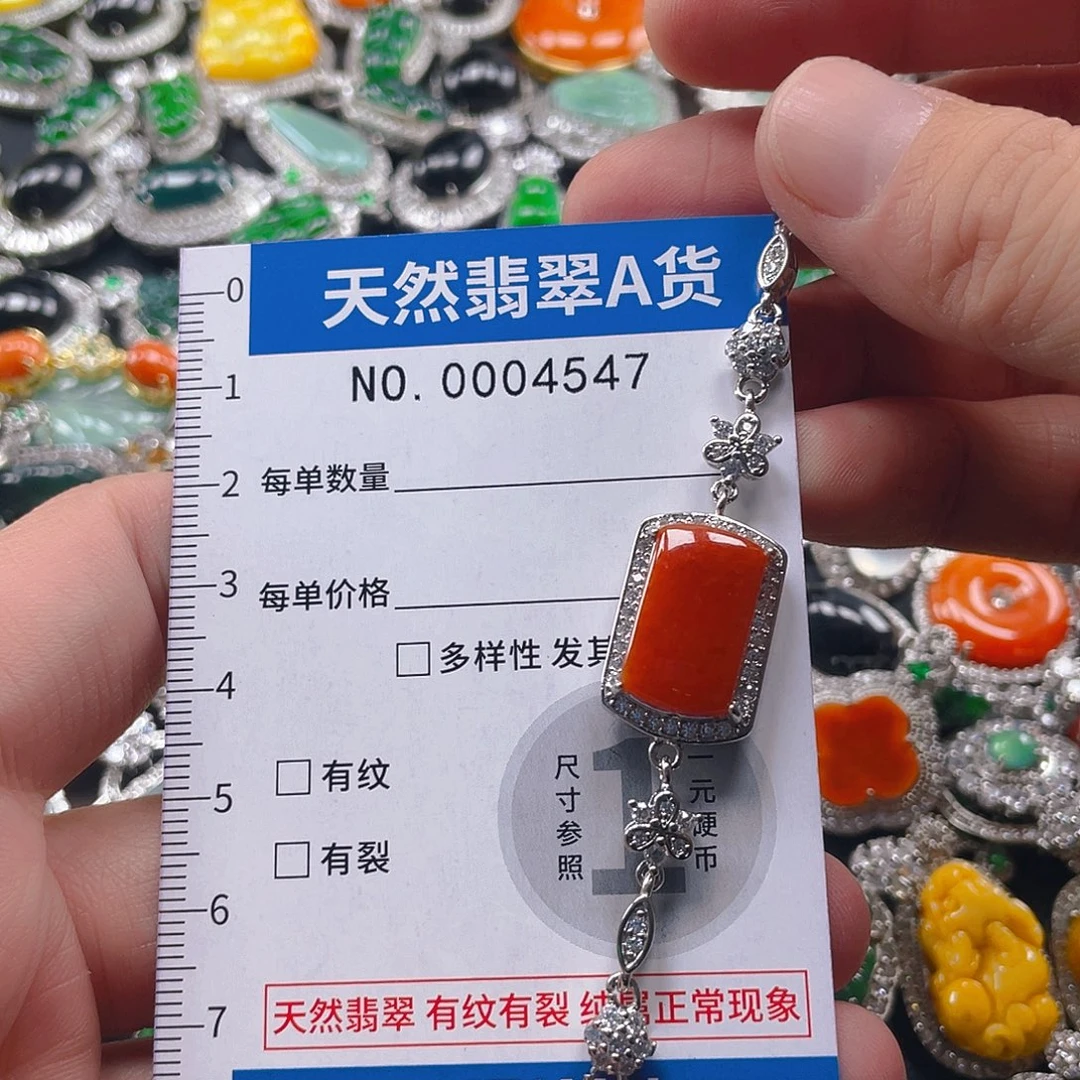 天然翡翠A货
NO. 0004547
每单数量
每单价格
多样性 发其
有纹
有裂
尺寸参照
1
一元硬币
天然翡翠 有纹有裂 纯属正常现象
0
1
2
3
4
5
6
7